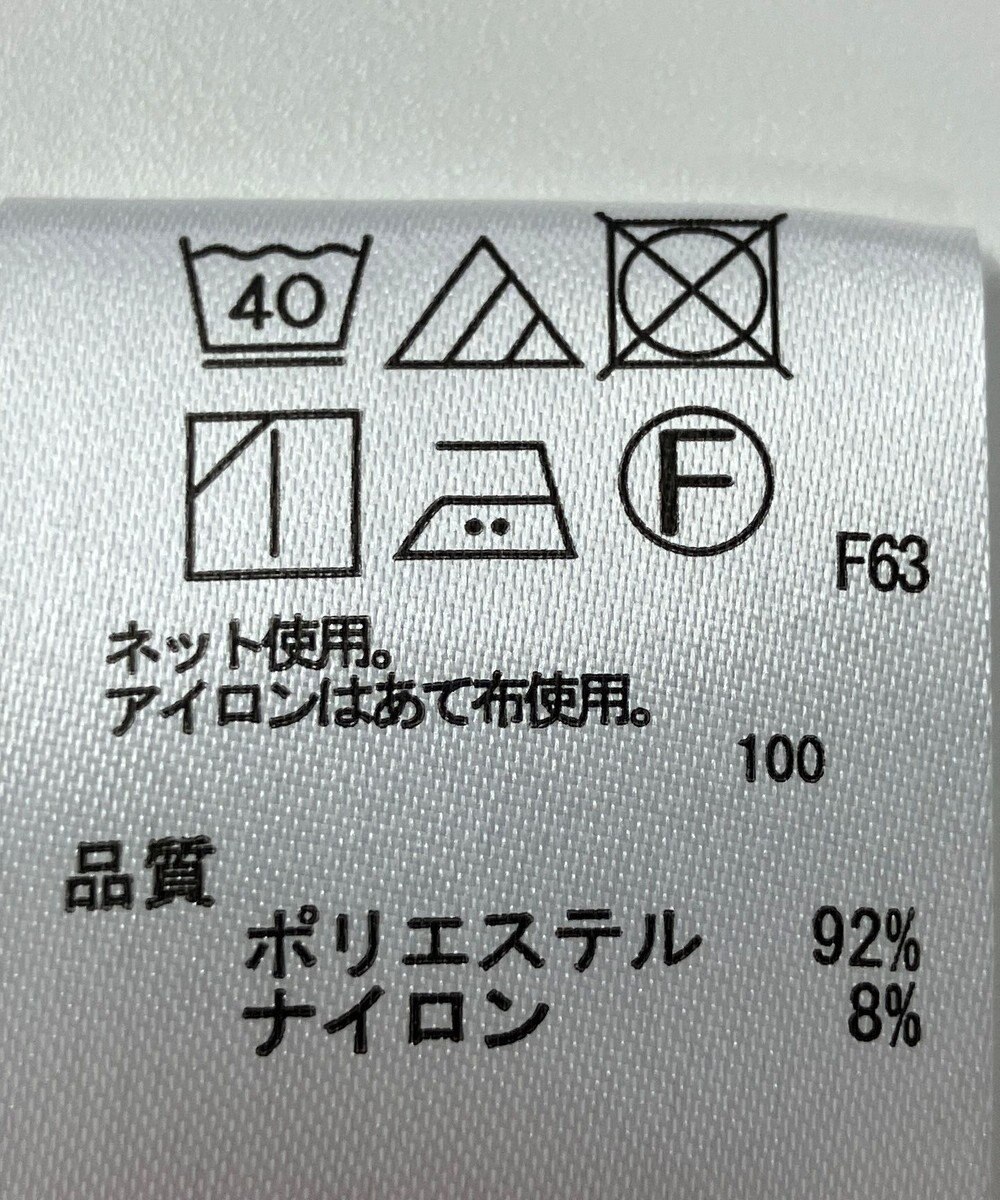 40
F
F63
ネット使用。
アイロンはあて布使用。
100
品質
ポリエステル 92%
ナイロン 8%